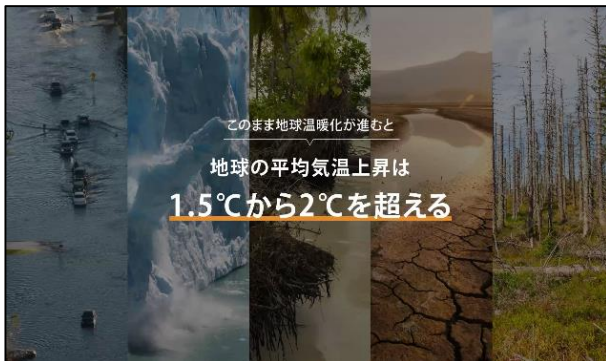 このまま地球温暖化が進むと
地球の平均気温上昇は
1.5℃から2℃を超える